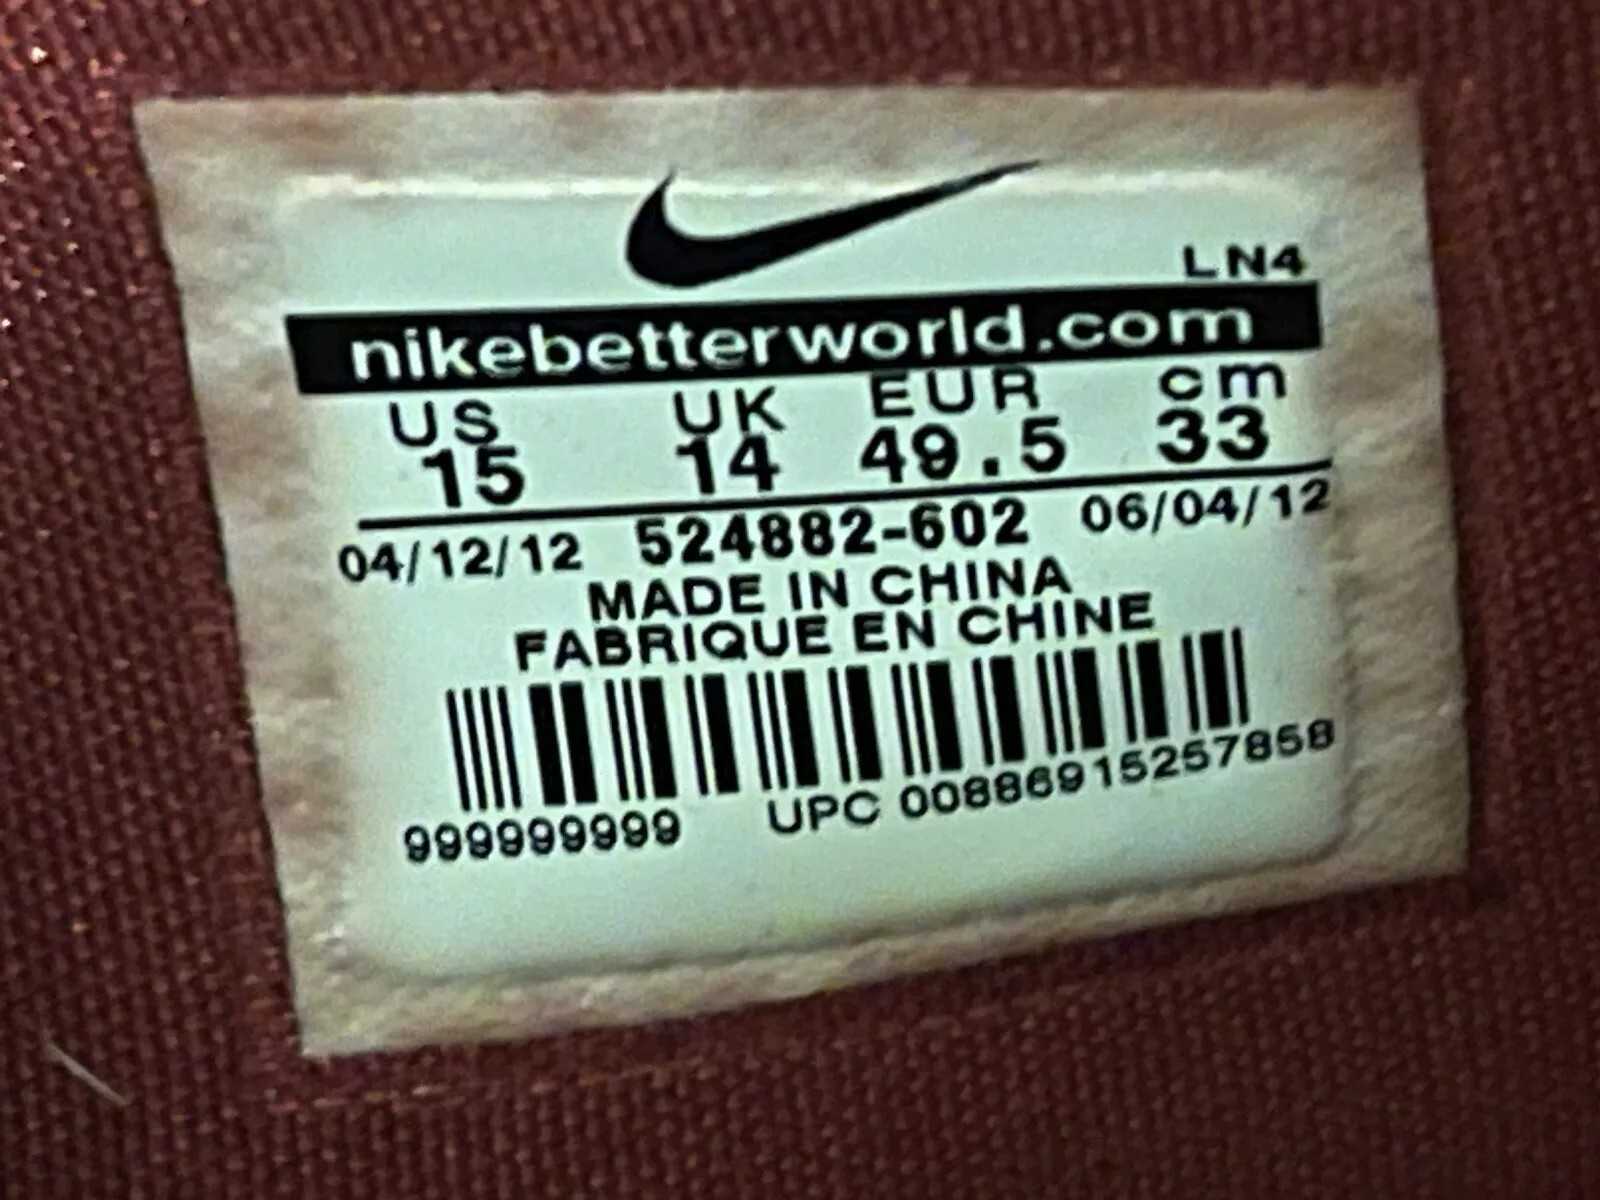 LN4
nikebetterworld.com
US UK EUR cm
15 14 49.5 33
04/12/12 524882-602 06/04/12
MADE IN CHINA
FABRIQUE EN CHINE
999999999 UPC 00886915257858